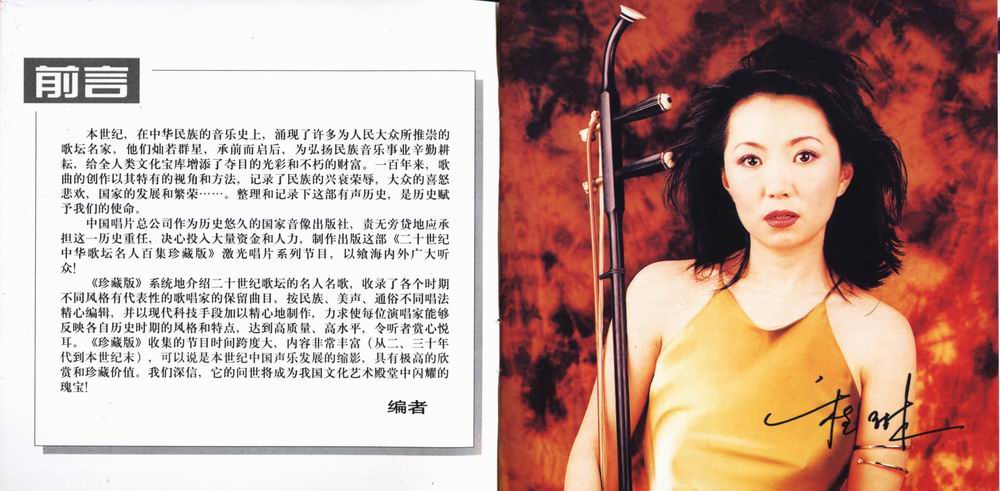 前言
本世纪，在中华民族的音乐史上，涌现了许多为人民大众所推崇的
歌坛名家，他们灿若群星，承前而启后，为弘扬民族音乐事业辛勤耕
耘，给全人类文化宝库增添了夺目的光彩和不朽的财富。一百年来，歌
曲的创作以其特有的视角和方法，记录了民族的兴衰荣辱，大众的喜怒
悲欢，国家的发展和繁荣……。整理和记录下这部有声历史，是历史赋
予我们的使命。
中国唱片总公司作为历史悠久的国家音像出版社，责无旁贷地应承
担这一历史重任，决心投入大量资金和人力，制作出版这部《二十世纪
中华歌坛名人百集珍藏版》激光唱片系列节目，以飨海内外广大听
众！
《珍藏版》系统地介绍二十世纪歌坛的名人名歌，收录了各个时期
不同风格有代表性的歌唱家的保留曲目，按民族、美声、通俗不同唱法
精心编辑，并以现代科技手段加以精心地制作，力求使每位演唱家能够
反映各自历史时期的风格和特点，达到高质量、高水平，令听者赏心悦
耳。《珍藏版》收集的节目时间跨度大，内容非常丰富（从二、三十年
代到本世纪末），可以说是本世纪中国声乐发展的缩影，具有极高的欣
赏和珍藏价值。我们深信，它的问世将成为我国文化艺术殿堂中闪耀的
瑰宝！
编者